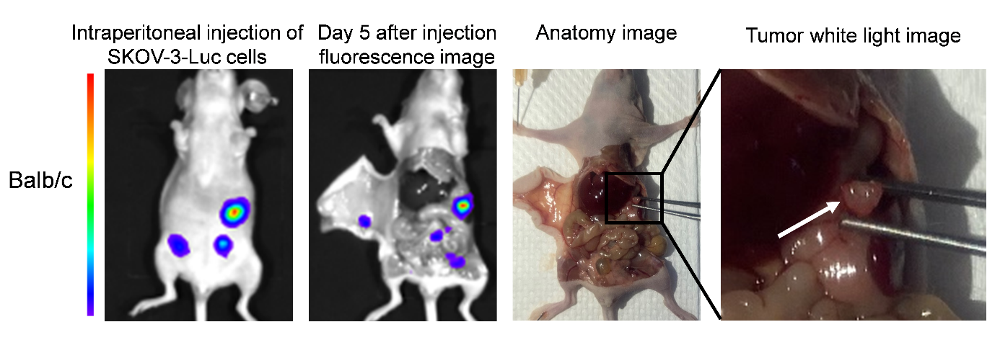 Intraperitoneal injection of
SKOV-3-Luc cells
Day 5 after injection
fluorescence image
Anatomy image
Tumor white light image
Balb/c